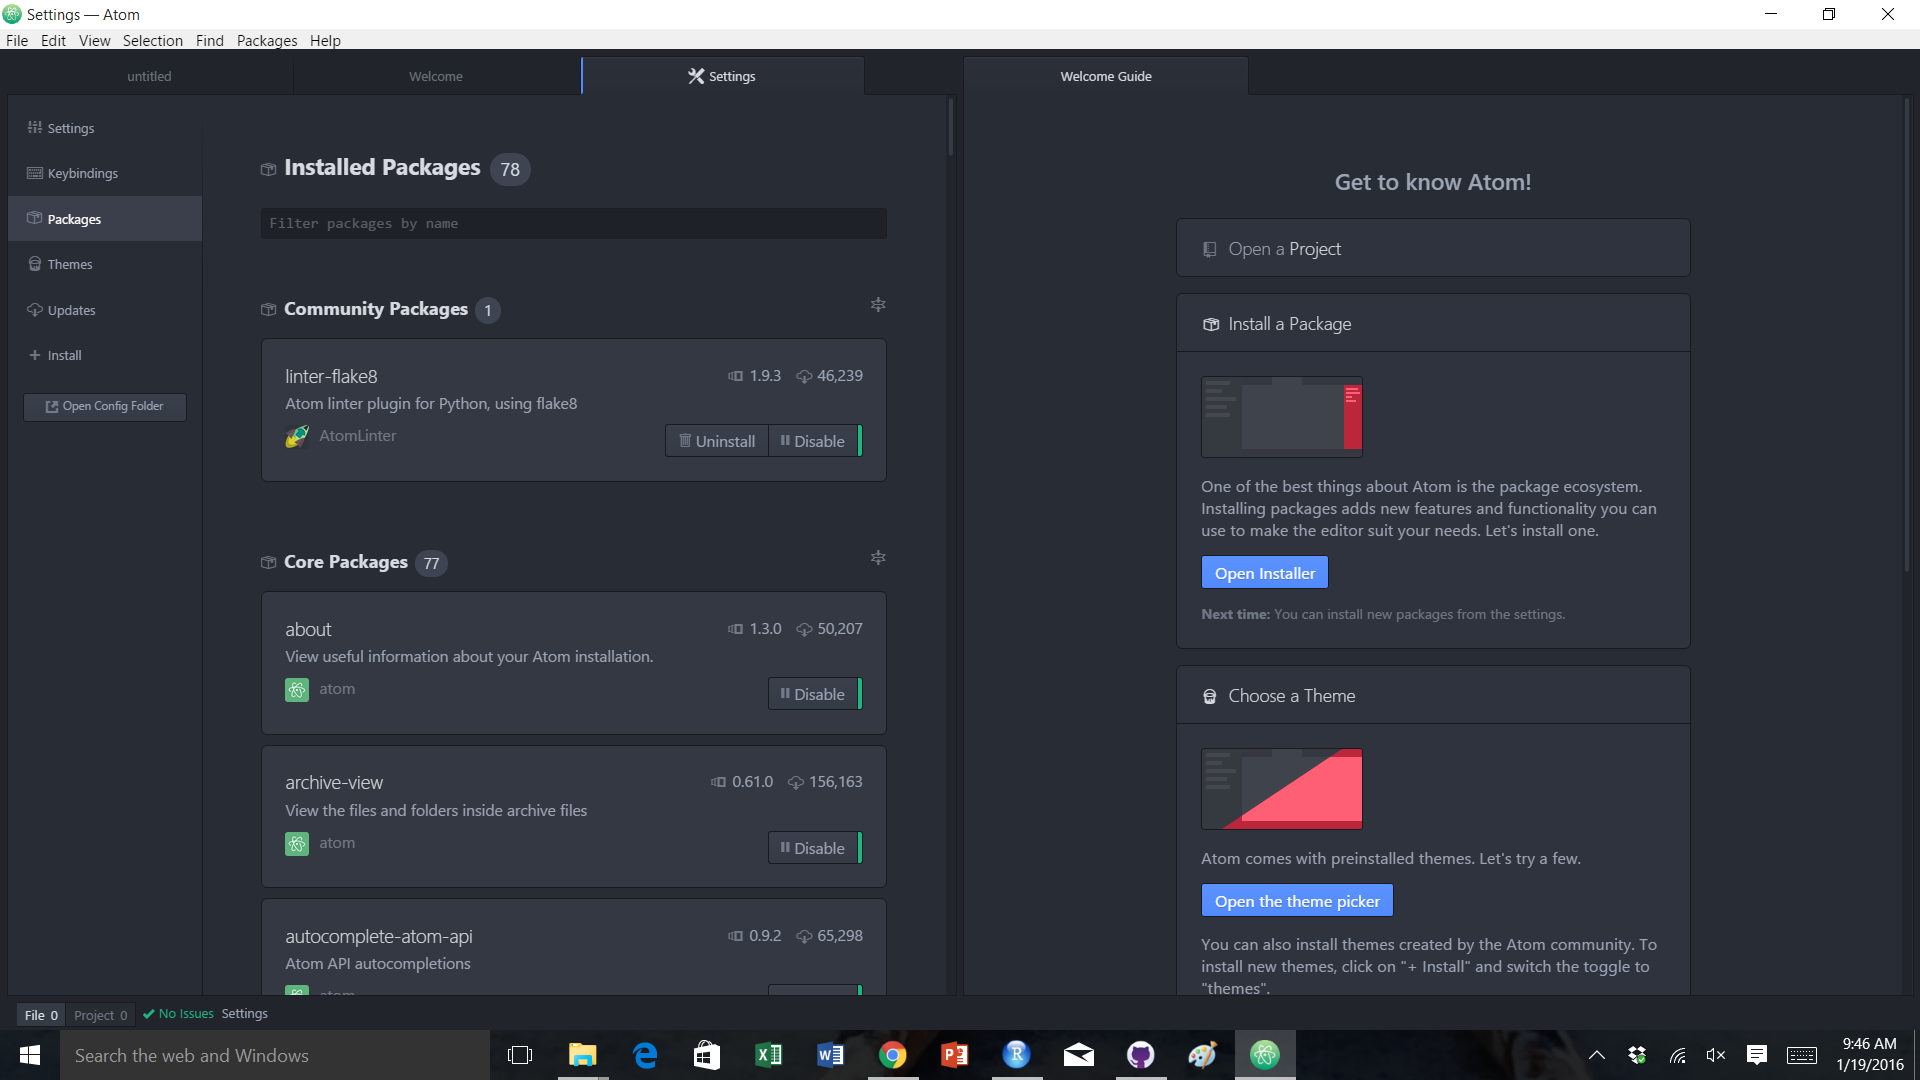 Settings — Atom
File Edit View Selection Find Packages Help
untitled
Welcome
Settings
Welcome Guide
Settings
Keybindings
Packages
Themes
Updates
Install
Open Config Folder
Installed Packages 78
Filter packages by name
Community Packages 1
linter-flake8 1.9.3 46,239
Atom linter plugin for Python, using flake8
AtomLinter
Uninstall Disable
Core Packages 77
about 1.3.0 50,207
View useful information about your Atom installation.
atom
Disable
archive-view 0.61.0 156,163
View the files and folders inside archive files
atom
Disable
autocomplete-atom-api 0.9.2 65,298
Atom API autocompletions
Get to know Atom!
Open a Project
Install a Package
One of the best things about Atom is the package ecosystem.
Installing packages adds new features and functionality you can
use to make the editor suit your needs. Let's install one.
Open Installer
Next time: You can install new packages from the settings.
Choose a Theme
Atom comes with preinstalled themes. Let's try a few.
Open the theme picker
You can also install themes created by the Atom community. To
install new themes, click on "+ Install" and switch the toggle to
"themes".
File 0 Project 0 No Issues Settings
Search the web and Windows
9:46 AM
1/19/2016